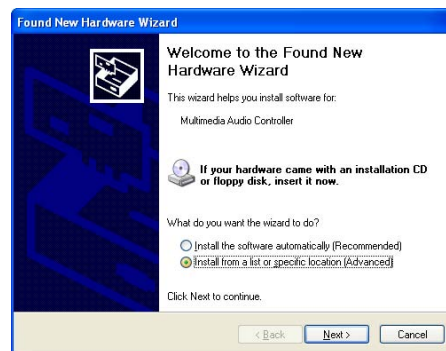 Found New Hardware Wizard
Welcome to the Found New
Hardware Wizard
This wizard helps you install software for:
Multimedia Audio Controller
If your hardware came with an installation CD
or floppy disk, insert it now.
What do you want the wizard to do?
Install the software automatically (Recommended)
Install from a list or specific location (Advanced)
Click Next to continue.
< Back
Next >
Cancel